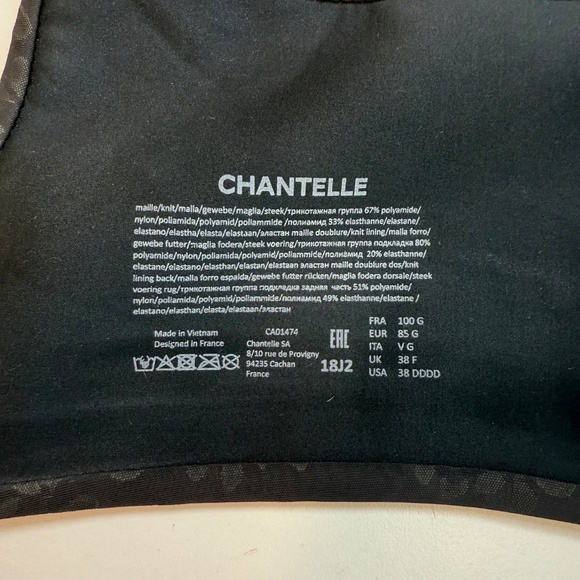 CHANTELLE
maille/knit/malla/gewebe/maglia/steek/трикотажная группа 67% polyamide/
nylon/poliamida/polyamid/poliammide /полиамид 33% elasthanne/elastane/
elastano/elastha/elasta/elastaan/эластан maille doublure/knit lining/malla forro/
gewebe futter/maglia fodera/steek voering/трикотажная группа подкладка 80%
polyamide/nylon/poliamida/polyamid/poliammide/полиамид 20% elasthanne/
elastane/elastano/elasthan/elastan/elastaan эластан maille doublure dos/knit
lining back/malla forro espalda/gewebe futter rücken/maglia fodera dorsale/steek
voering rug/трикотажная группа подкладка задняя часть 51% polyamide/
nylon/poliamida/polyamid/poliammide/полиамид 49% elasthanne/elastane /
elastano/elasthan/elasta/elastaan/эластан
Made in Vietnam
Designed in France
CA01474
Chantelle SA
8/10 rue de Provigny
94235 Cachan
France
EAC
18J2
FRA 100 G
EUR 85 G
ITA V G
UK 38 F
USA 38 DDDD